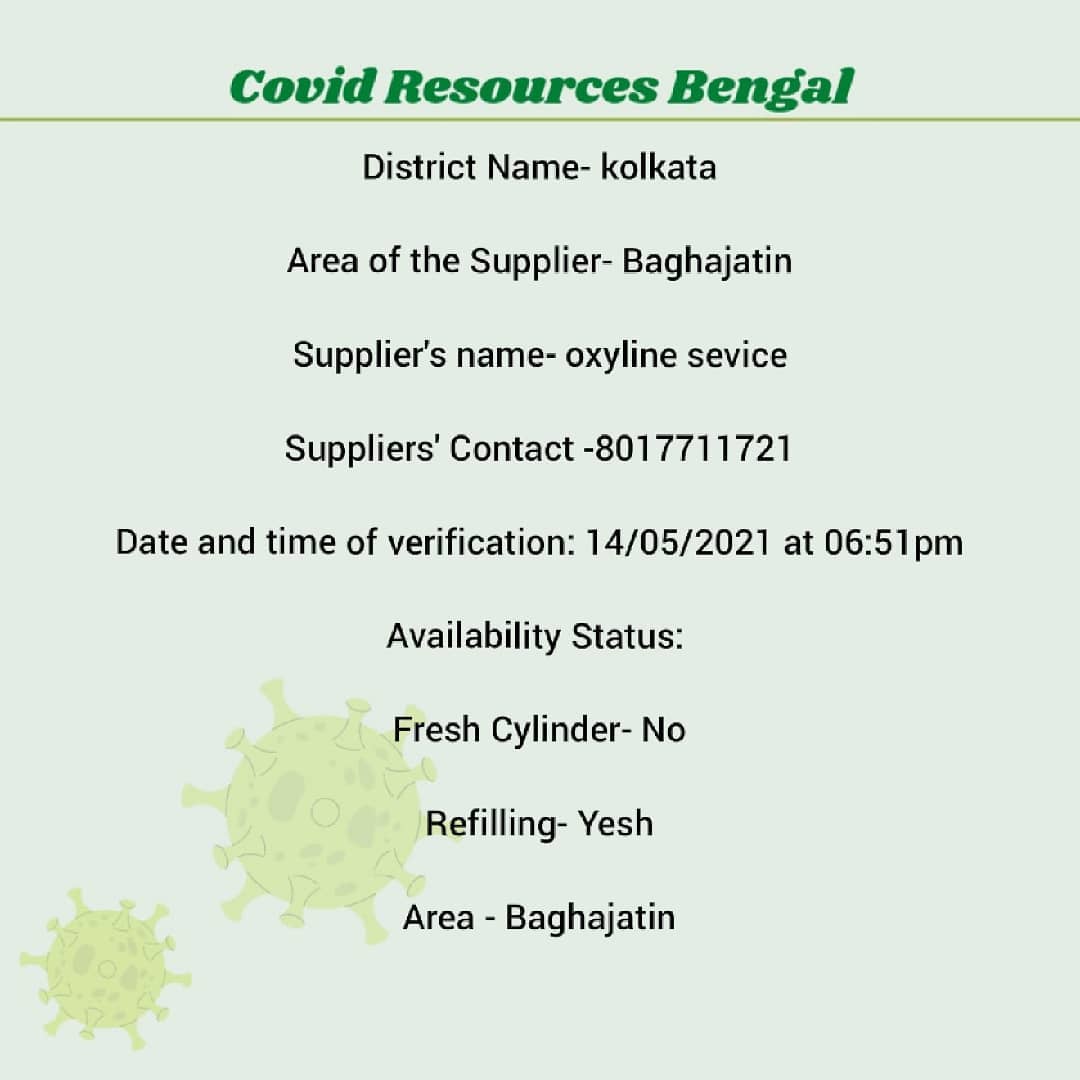 Covid Resources Bengal
District Name- kolkata
Area of the Supplier- Baghajatin
Supplier's name- oxyline sevice
Suppliers' Contact -8017711721
Date and time of verification: 14/05/2021 at 06:51pm
Availability Status:
Fresh Cylinder- No
Refilling- Yesh
Area - Baghajatin